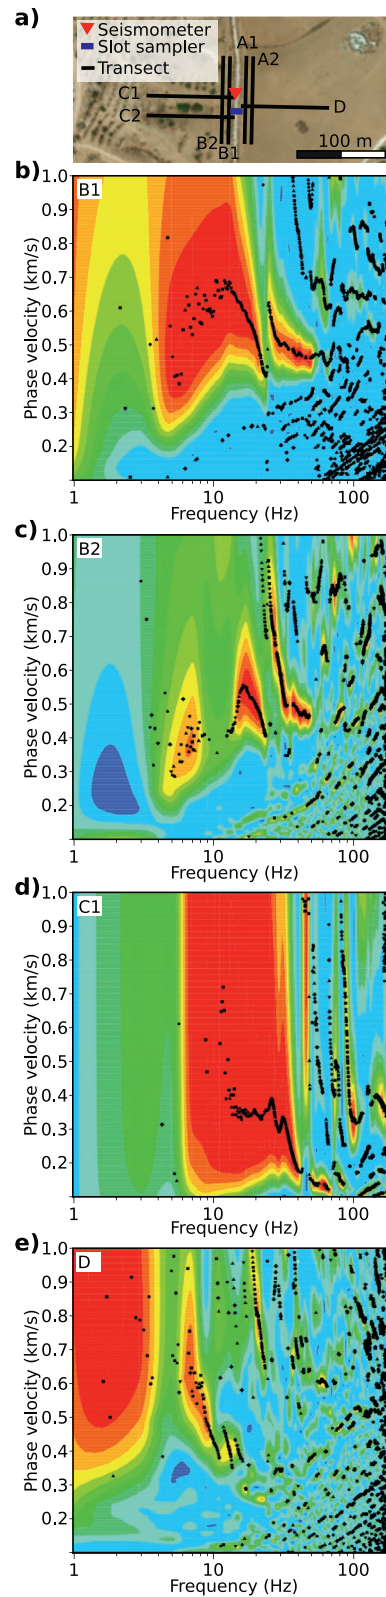 a)
Seismometer
Slot sampler
Transect
A1
A2
C1
C2
D
B2
B1
100 m
b)
B1
1.0
0.9
0.8
0.7
0.6
0.5
0.4
0.3
0.2
Phase velocity (km/s)
1
10
100
Frequency (Hz)
c)
B2
1.0
0.9
0.8
0.7
0.6
0.5
0.4
0.3
0.2
Phase velocity (km/s)
1
10
100
Frequency (Hz)
d)
C1
1.0
0.9
0.8
0.7
0.6
0.5
0.4
0.3
0.2
Phase velocity (km/s)
1
10
100
Frequency (Hz)
e)
D
1.0
0.9
0.8
0.7
0.6
0.5
0.4
0.3
0.2
Phase velocity (km/s)
1
10
100
Frequency (Hz)